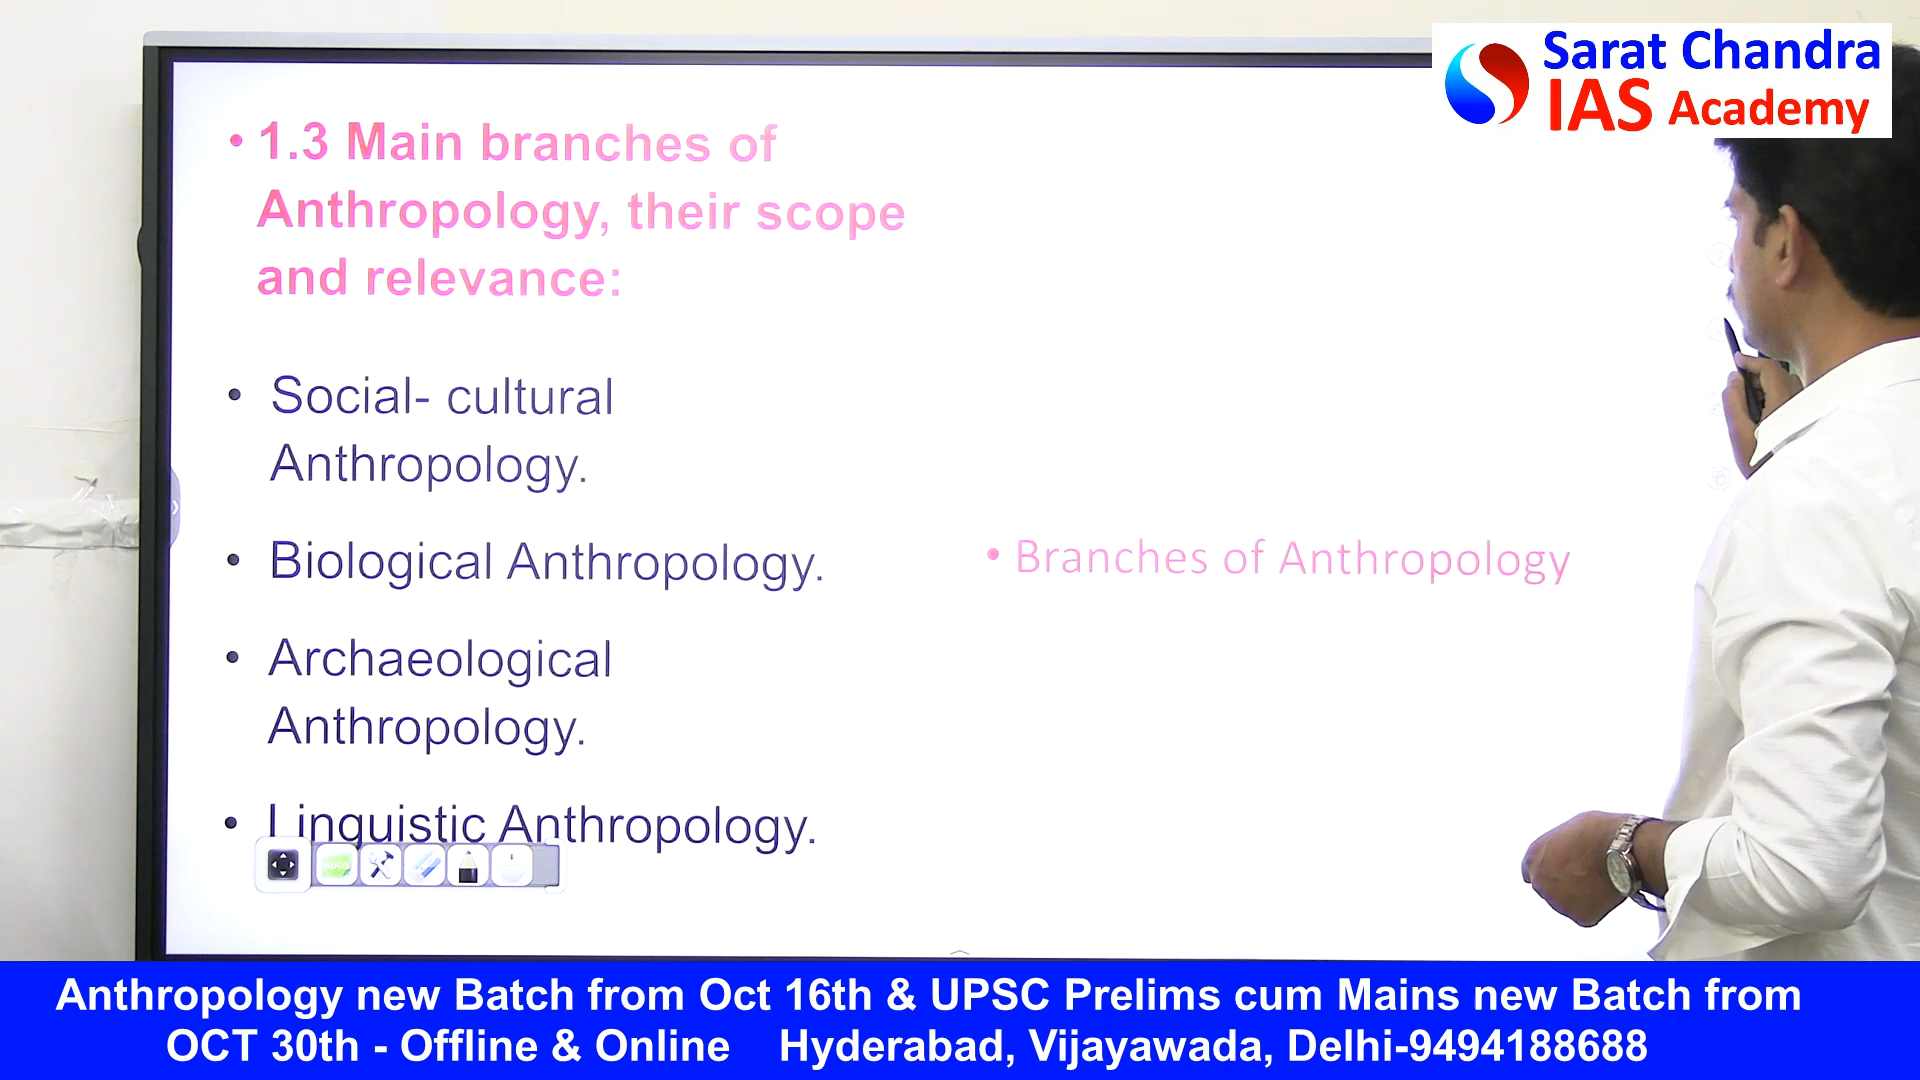 Sarat Chandra
IAS Academy
• 1.3 Main branches of
Anthropology, their scope
and relevance:
• Social- cultural
Anthropology.
• Biological Anthropology.
• Archaeological
Anthropology.
• Linguistic Anthropology.
• Branches of Anthropology
Anthropology new Batch from Oct 16th & UPSC Prelims cum Mains new Batch from
OCT 30th - Offline & Online Hyderabad, Vijayawada, Delhi-9494188688